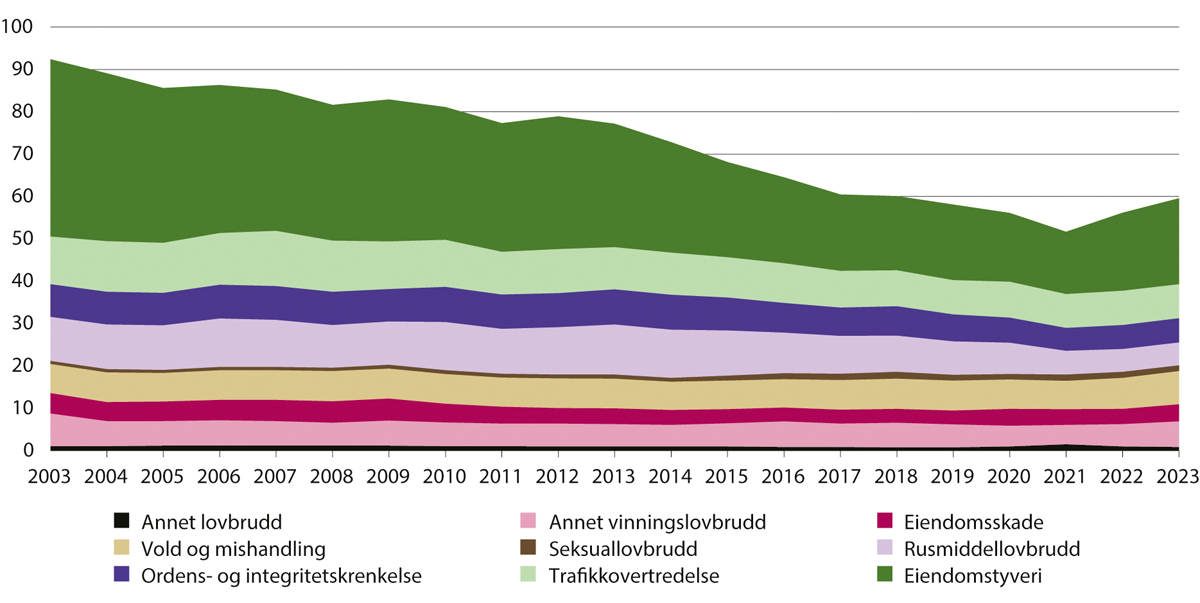 100
90
80
70
60
50
40
30
20
10
0
2003 2004 2005 2006 2007 2008 2009 2010 2011 2012 2013 2014 2015 2016 2017 2018 2019 2020 2021 2022 2023
Annet lovbrudd Annet vinningslovbrudd Eiendomsskade
Vold og mishandling Seksuallovbrudd Rusmiddellovbrudd
Ordens- og integritetskrenkelse Trafikkovertredelse Eiendomstyveri